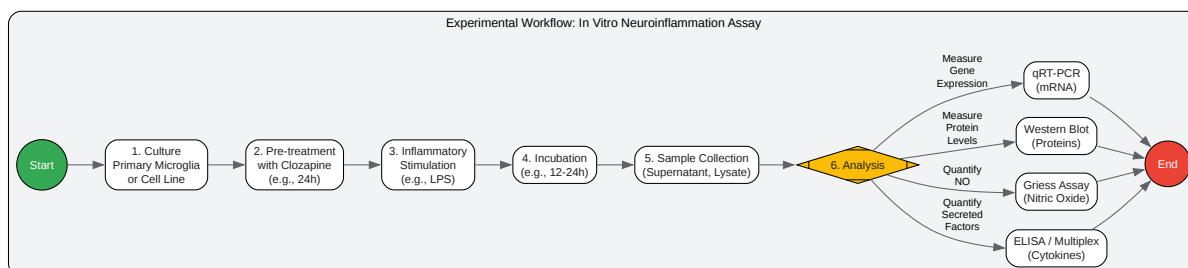 Experimental Workflow: In Vitro Neuroinflammation Assay
Start
1. Culture
Primary Microglia
or Cell Line
2. Pre-treatment
with Clozapine
(e.g., 24h)
3. Inflammatory
Stimulation
(e.g., LPS)
4. Incubation
(e.g., 12-24h)
5. Sample Collection
(Supernatant, Lysate)
6. Analysis
Measure
Gene
Expression
qRT-PCR
(mRNA)
Measure
Protein
Levels
Western Blot
(Proteins)
Quantify
NO
Griess Assay
(Nitric Oxide)
Quantify
Secreted
Factors
ELISA / Multiplex
(Cytokines)
End